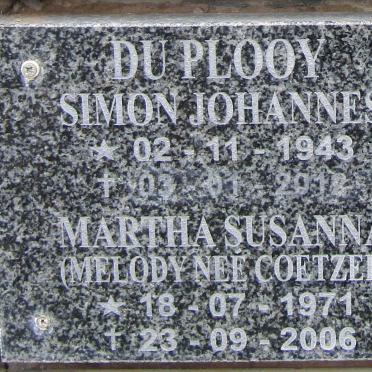 DU PLOOY
SIMON JOHANNES
★ 02 - 11 - 1943
† 03 - 01 - 2012
MARTHA SUSANNA
(MELODY NEE COETZEE
★ 18 - 07 - 1971
† 23 - 09 - 2006